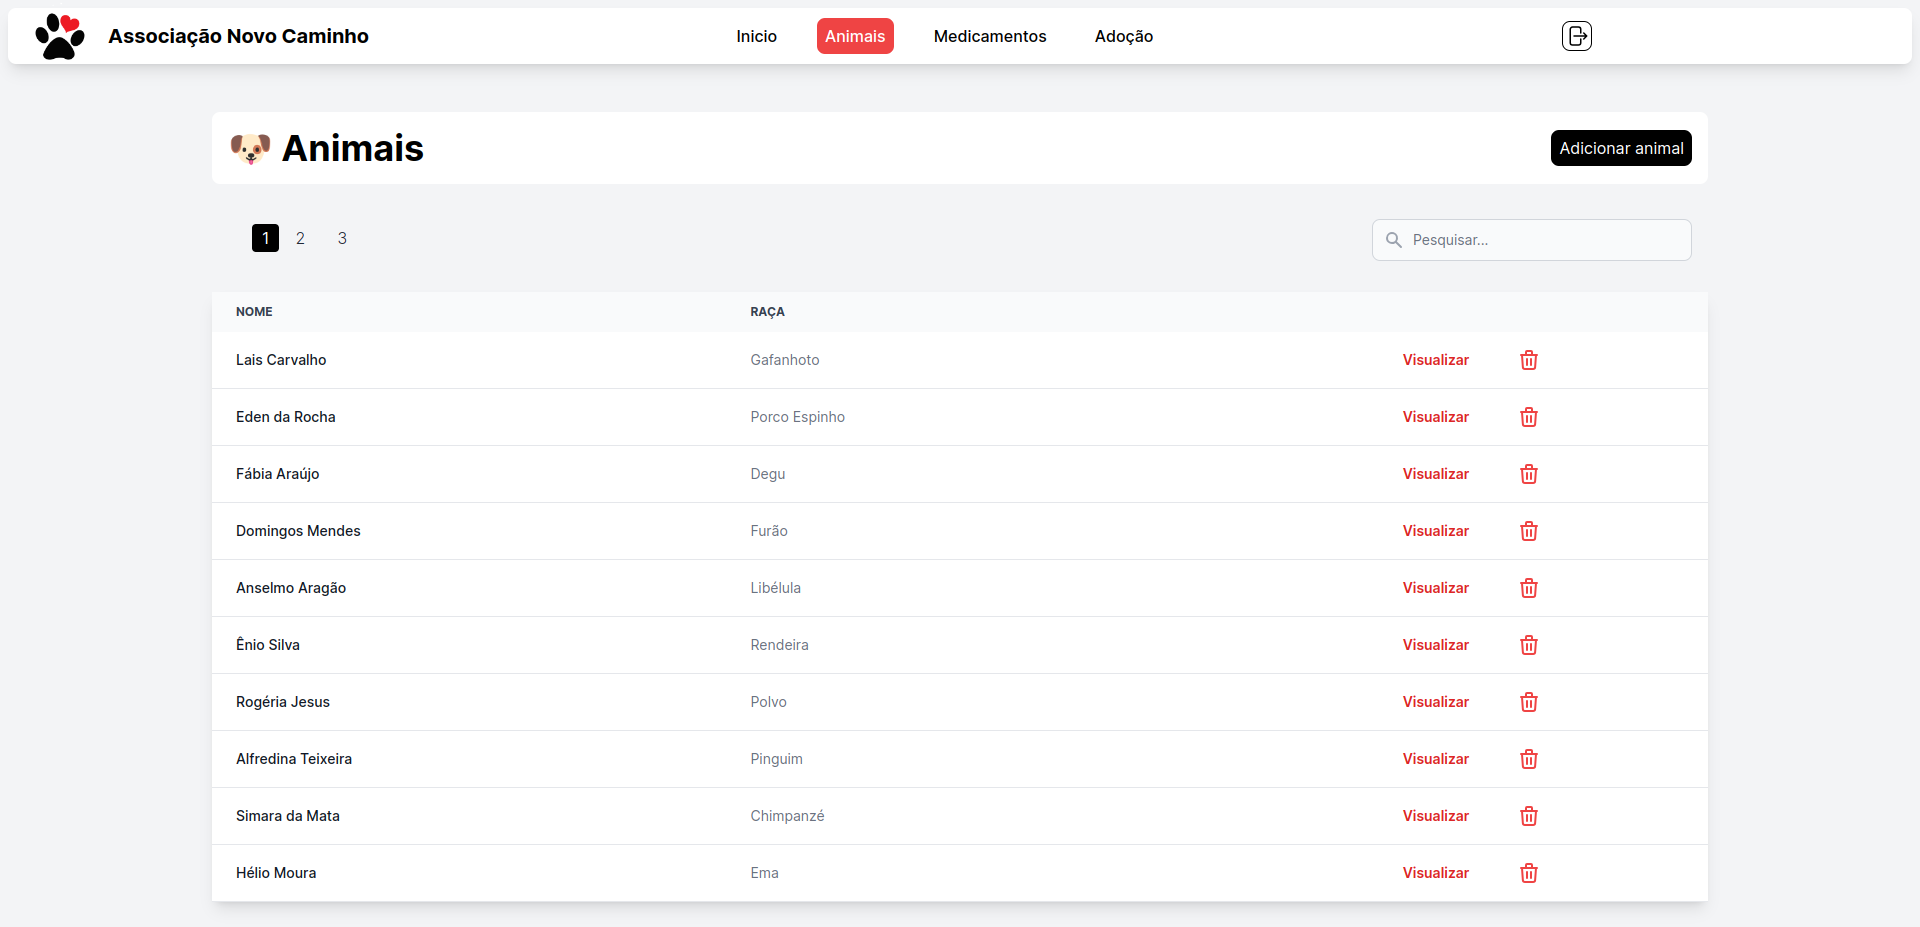 Associação Novo Caminho
Inicio Animais Medicamentos Adoção
Animais
Adicionar animal
1 2 3
Pesquisar...
NOME RAÇA
Lais Carvalho Gafanhoto Visualizar
Eden da Rocha Porco Espinho Visualizar
Fábia Araújo Degu Visualizar
Domingos Mendes Furão Visualizar
Anselmo Aragão Libélula Visualizar
Ênio Silva Rendeira Visualizar
Rogéria Jesus Polvo Visualizar
Alfredina Teixeira Pinguim Visualizar
Simara da Mata Chimpanzé Visualizar
Hélio Moura Ema Visualizar